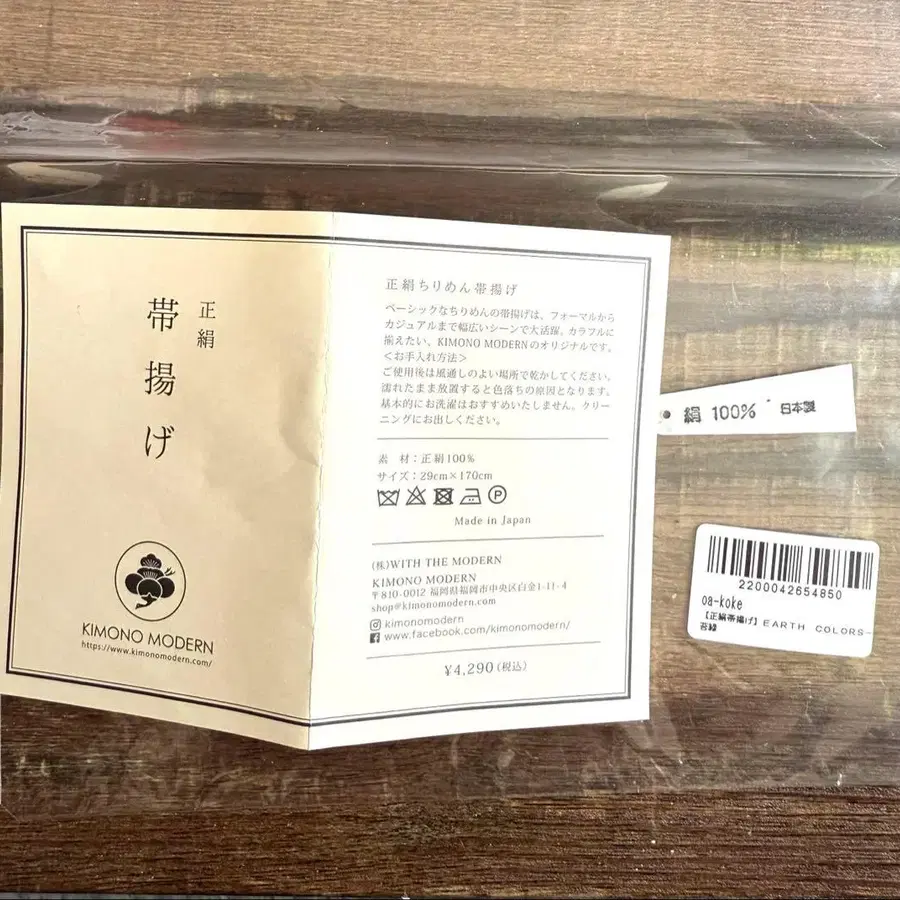 正絹
帯揚げ
KIMONO MODERN
https://www.kimonomodern.com/
正絹ちりめん帯揚げ
ベーシックなちりめんの帯揚げは、フォーマルから
カジュアルまで幅広いシーンで大活躍。カラフルに
揃えたい、KIMONO MODERNのオリジナルです。
＜お手入れ方法＞
ご使用後は風通しのよい場所で乾かしてください。
濡れたまま放置すると色落ちの原因となります。
基本的にお洗濯はおすすめいたしません。クリー
ニングにお出しください。
素　材：正絹100%
サイズ：29cm×170cm
Made in Japan
(株)WITH THE MODERN
KIMONO MODERN
〒810-0012 福岡県福岡市中央区白金1-11-4
shop@kimonomodern.com
kimonomodern
www.facebook.com/kimonomodern/
¥4,290(税込)
絹 100% 日本製
2200042654850
oa-koke
【正絹帯揚げ】EARTH COLORS-
苔緑